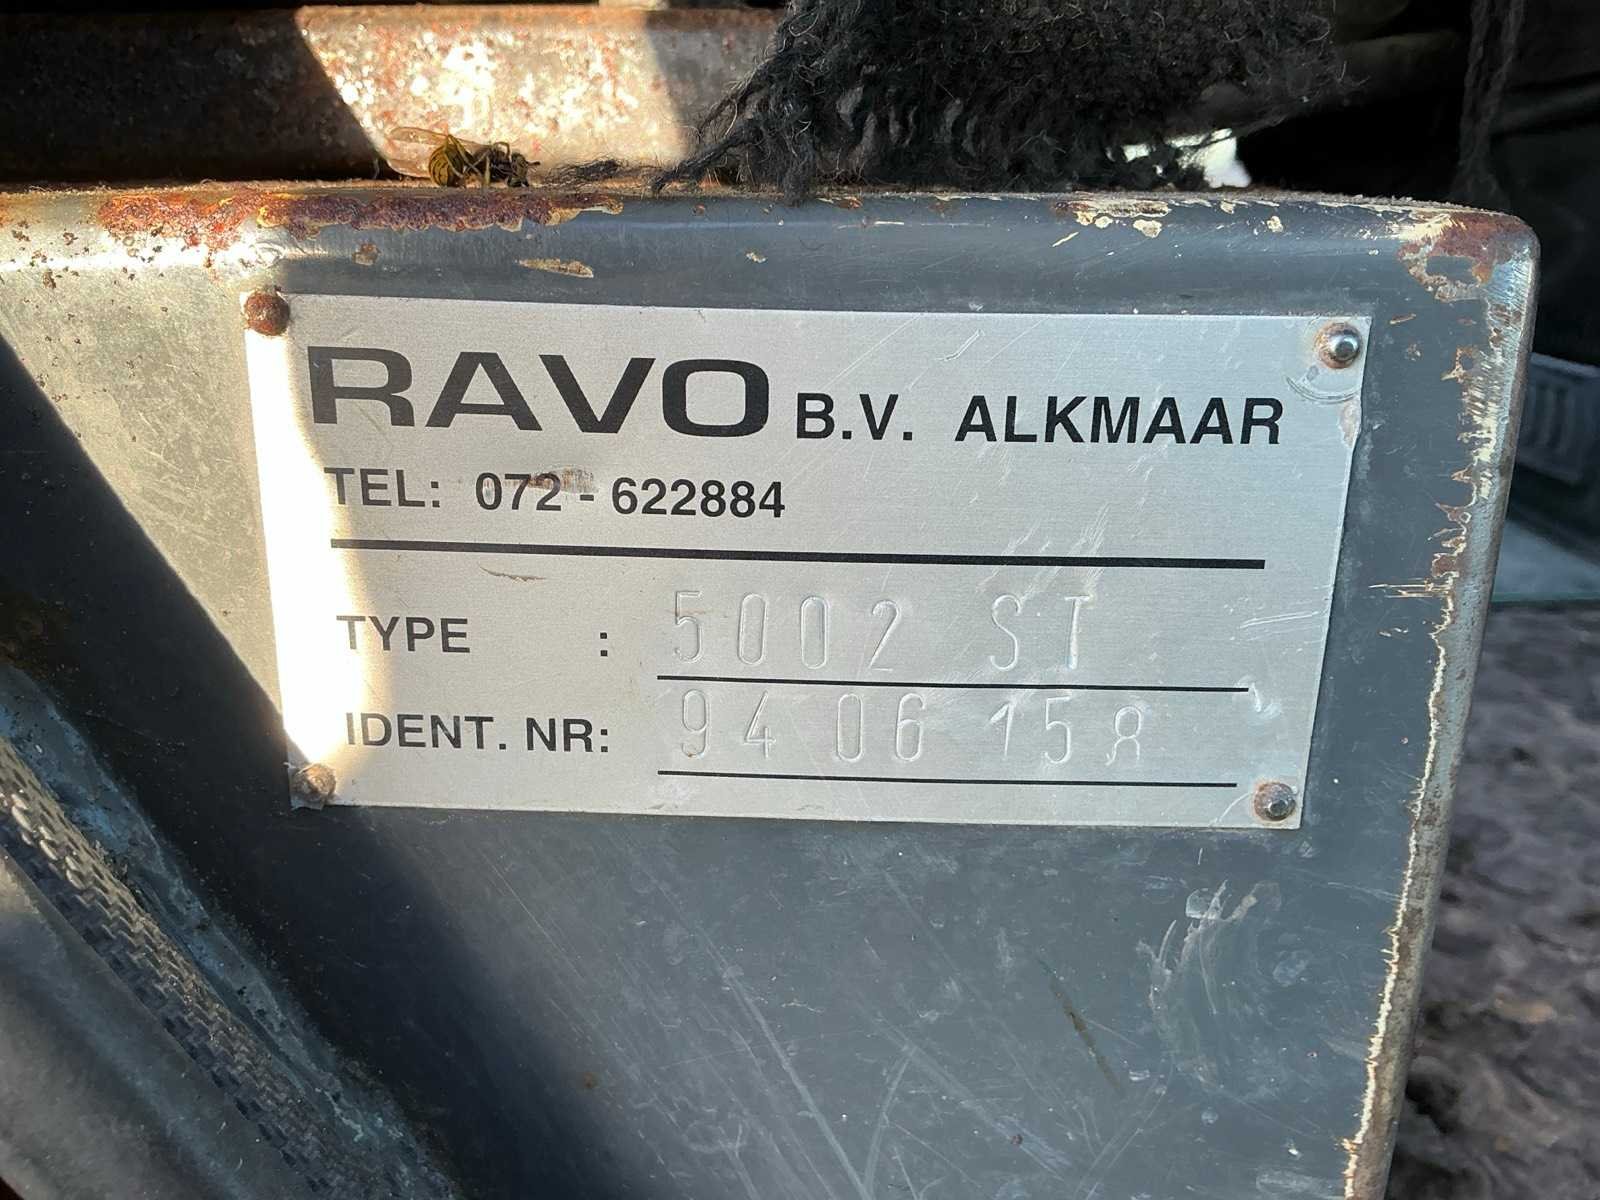 RAVO B.V. ALKMAAR
TEL: 072 - 622884
TYPE : 5002 ST
IDENT. NR: 94 06 158